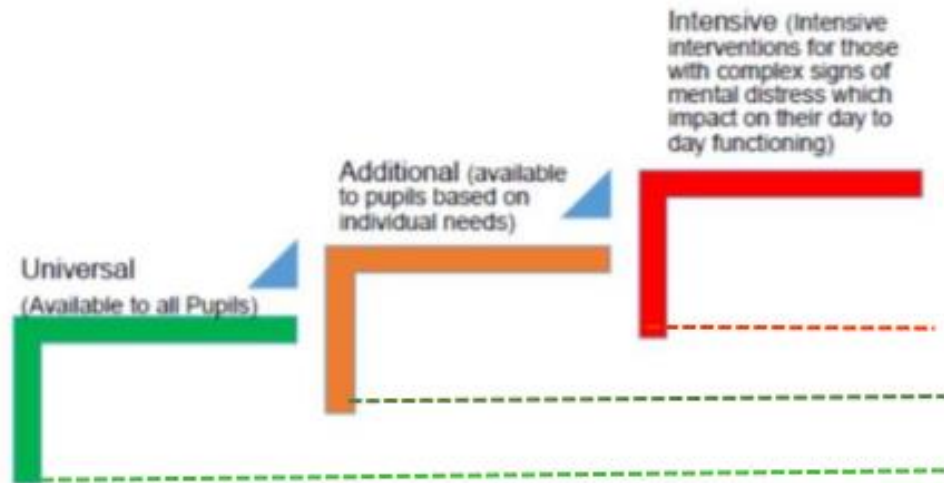 Universal
(Available to all Pupils)
Additional (available
to pupils based on
individual needs)
Intensive (Intensive
interventions for those
with complex signs of
mental distress which
impact on their day to
day functioning)